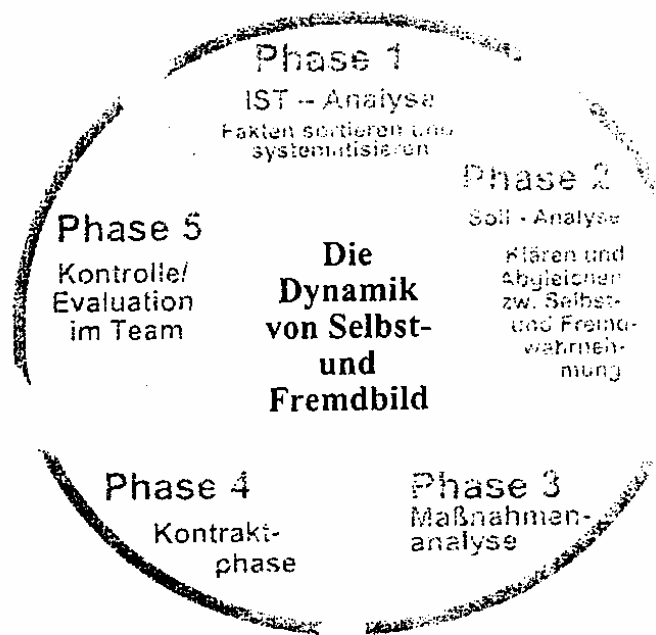 Phase 1
IST – Analyse
Fakten sortieren und
systematisieren
Phase 2
Soll - Analyse
Klären und
Abgleichen
zw. Selbst-
und Fremd-
wahrneh-
mung
Phase 3
Maßnahmen-
analyse
Phase 4
Kontrakt-
phase
Phase 5
Kontrolle/
Evaluation
im Team
Die
Dynamik
von Selbst-
und
Fremdbild